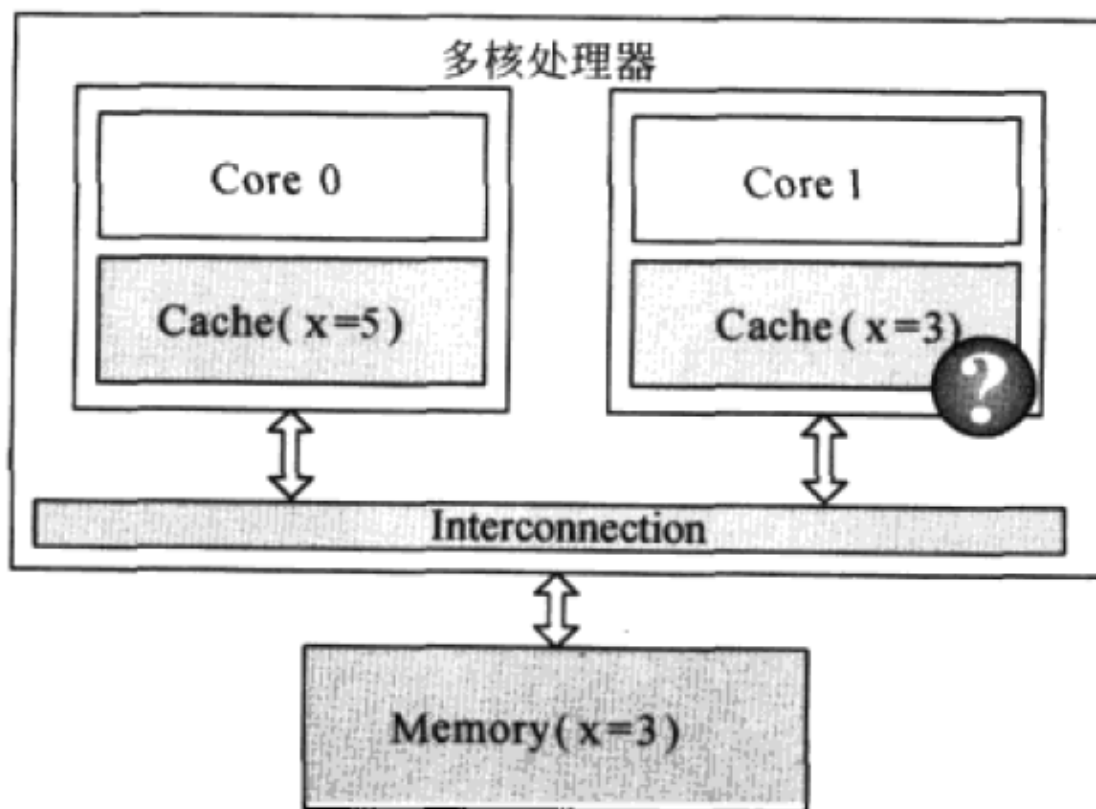 多核处理器
Core 0
Core 1
Cache( x=5)
Cache( x=3)
?
Interconnection
Memory( x=3)